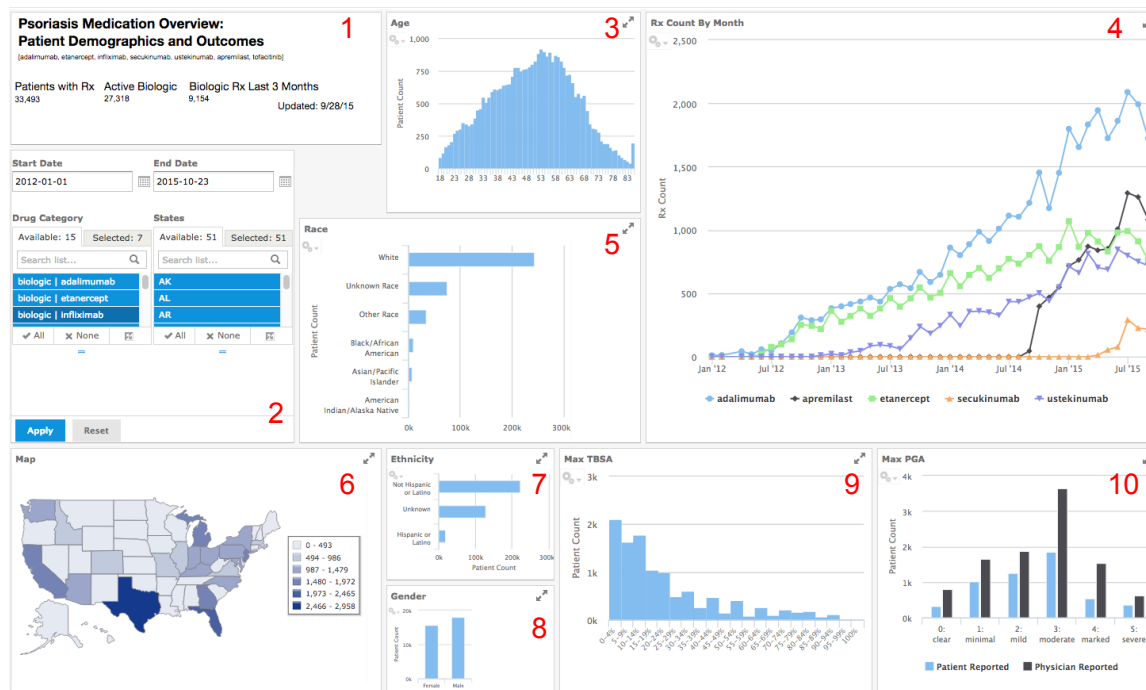 Psoriasis Medication Overview:
Patient Demographics and Outcomes
[adalimumab, etanercept, infliximab, secukinumab, ustekinumab, apremilast, tofacitinib]
Patients with Rx Active Biologic Biologic Rx Last 3 Months
33,493 27,318 9,154
Updated: 9/28/15
1
Start Date End Date
2012-01-01 2015-10-23
Drug Category States
Available: 15 Selected: 7 Available: 51 Selected: 51
Search list... Search list...
biologic | adalimumab AK
biologic | etanercept AL
biologic | infliximab AR
All None All None
2
Apply Reset
Age
3
1,000
750
500
250
0
Patient Count
18 23 28 33 38 43 48 53 58 63 68 73 78 83
Rx Count By Month
4
2,500
2,000
1,500
1,000
500
0
Rx Count
Jan '12 Jul '12 Jan '13 Jul '13 Jan '14 Jul '14 Jan '15 Jul '15
adalimumab apremilast etanercept secukinumab ustekinumab
Race
5
White
Unknown Race
Other Race
Black/African
American
Asian/Pacific
Islander
American
Indian/Alaska Native
Patient Count
0k 100k 200k 300k
Map
6
0 - 493
494 - 986
987 - 1,479
1,480 - 1,972
1,973 - 2,465
2,466 - 2,958
Ethnicity
7
Not Hispanic
or Latino
Unknown
Hispanic or
Latino
0k 100k 200k 300k
Patient Count
Gender
8
20k
10k
0k
Patient Count
Female Male
Max TBSA
9
3k
2k
1k
0k
Patient Count
0-4% 5-9% 10-14% 15-19% 20-24% 25-29% 30-34% 35-39% 40-44% 45-49% 50-54% 55-59% 60-64% 65-69% 70-74% 75-79% 80-84% 85-89% 90-94% 95-99% 100%
Max PGA
10
4k
3k
2k
1k
0k
Patient Count
0: 1: 2: 3: 4: 5:
clear minimal mild moderate marked severe
Patient Reported Physician Reported